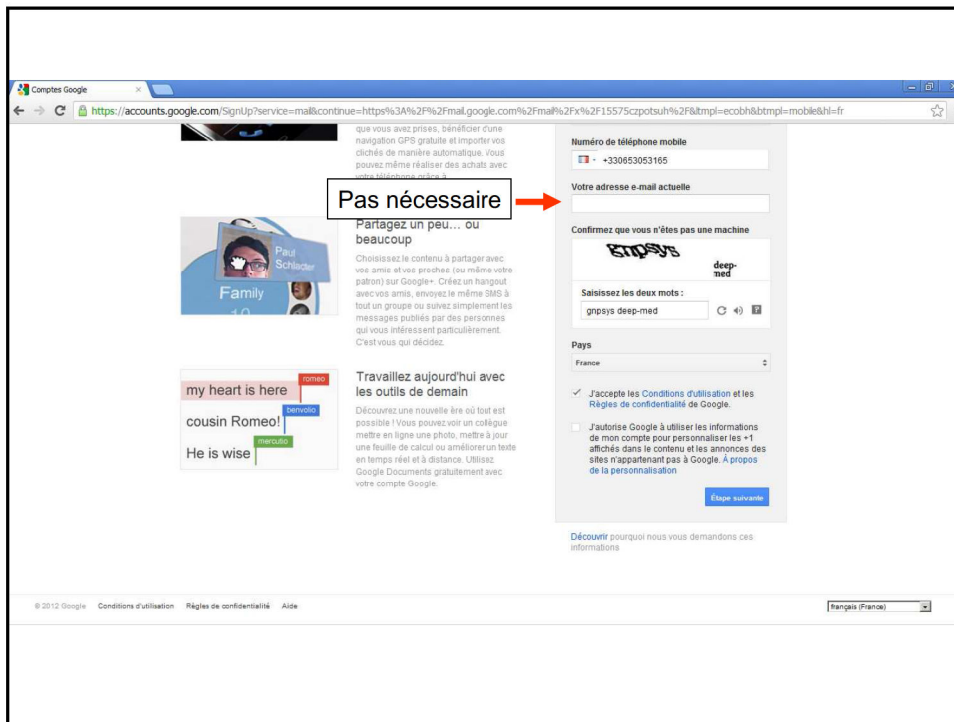 Comptes Google
https://accounts.google.com/SignUp?service=mail&continue=https%3A%2F%2Fmail.google.com%2Fmail%2Fx%2F15575czpotsuh%2F&ltmpl=ecobh&btmpl=mobile&hl=fr
que vous avez prises, bénéficier d'une
navigation GPS gratuite et importer vos
clichés de manière automatique. Vous
pouvez même réaliser des achats avec
votre téléphone grâce à
Partagez un peu… ou
beaucoup
Choisissez le contenu à partager avec
vos amis et vos proches (ou même votre
patron) sur Google+. Créez un hangout
avec vos amis, envoyez le même SMS à
tout un groupe ou suivez simplement les
messages publiés par des personnes
qui vous intéressent particulièrement.
C'est vous qui décidez.
Paul
Schlacter
Family
10
Travaillez aujourd'hui avec
les outils de demain
Découvrez une nouvelle ère où tout est
possible ! Vous pouvez voir un collègue
mettre en ligne une photo, mettre à jour
une feuille de calcul ou améliorer un texte
en temps réel et à distance. Utilisez
Google Documents gratuitement avec
votre compte Google.
romeo
my heart is here
benvolio
cousin Romeo!
mercutio
He is wise
Numéro de téléphone mobile
+330653053165
Pas nécessaire
Votre adresse e-mail actuelle
Confirmez que vous n'êtes pas une machine
gnpsys
deep-
med
Saisissez les deux mots :
gnpsys deep-med
Pays
France
J'accepte les Conditions d'utilisation et les
Règles de confidentialité de Google.
J'autorise Google à utiliser les informations
de mon compte pour personnaliser les +1
affichés dans le contenu et les annonces des
sites n'appartenant pas à Google. À propos
de la personnalisation
Étape suivante
Découvrir pourquoi nous vous demandons ces
informations
© 2012 Google Conditions d'utilisation Règles de confidentialité Aide
français (France)